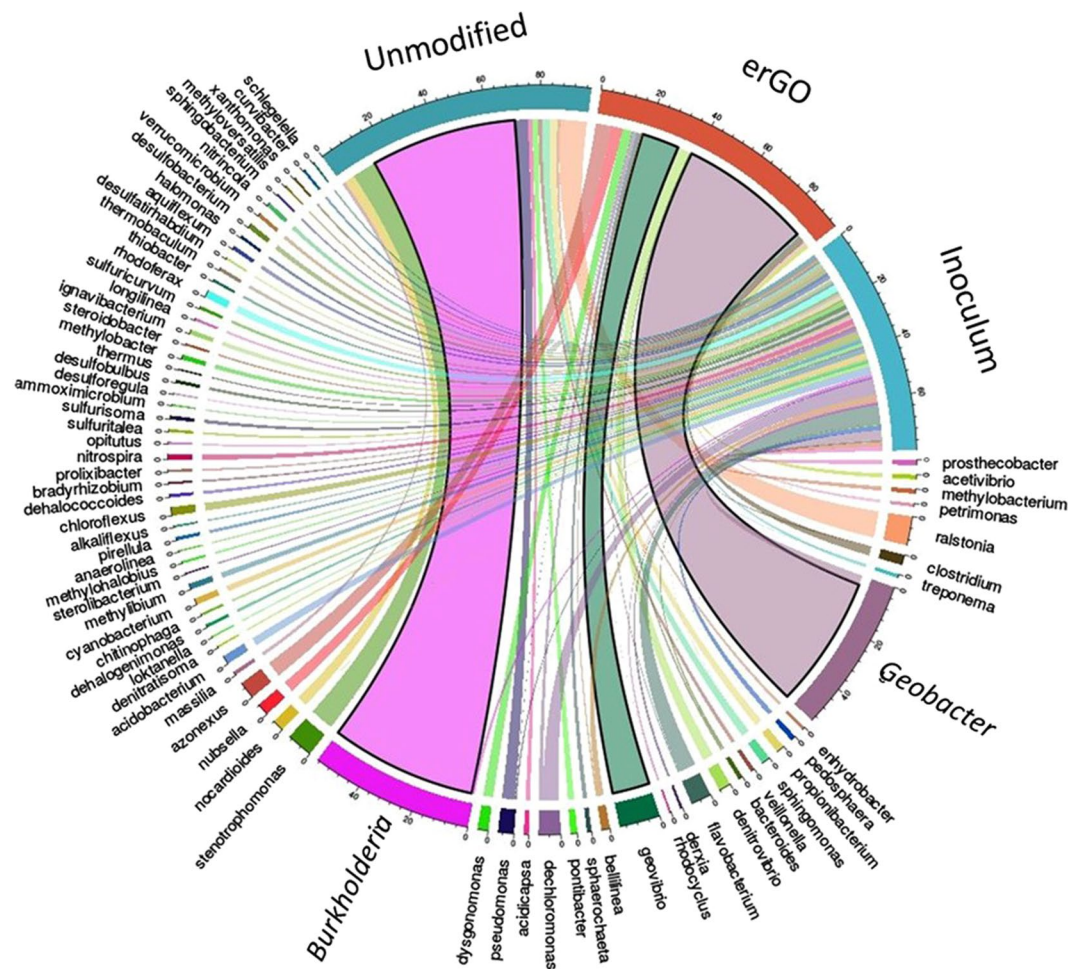 Unmodified
erGO
Inoculum
prosthecobacter
acetivibrio
methylobacterium
petrimonas
ralstonia
clostridium
treponema
Geobacter
enhydrobacter
pedosphaera
propionibacterium
sphingomonas
veillonella
bacteroides
denitrovibrio
flavobacterium
derxia
rhodocyclus
geovibrio
bellilinea
sphaerochaeta
pontibacter
dechloromonas
acidicapsa
pseudomonas
dysgonomonas
Burkholderia
stenotrophomonas
nocardioides
nubsella
azonexus
massilia
acidobacterium
denitratisoma
loktanella
dehalogenimonas
chitinophaga
cyanobacterium
methylibium
sterolibacterium
methylohalobius
anaerolinea
pirellula
alkaliflexus
chloroflexus
dehalococcoides
bradyrhizobium
prolixibacter
nitrospira
opitutus
sulfuritalea
sulfurisoma
ammoximicrobium
desulforegula
desulfobulbus
thermus
methylobacter
steroidobacter
ignavibacterium
longilinea
sulfuricurvum
rhodoferax
thiobacter
thermobaculum
desulfatirhabdium
aquiflexum
halomonas
desulfobacterium
verrucomicrobium
nitrincola
sphingobacterium
methyloversatilis
xanthomonas
curvibacter
schlegelella